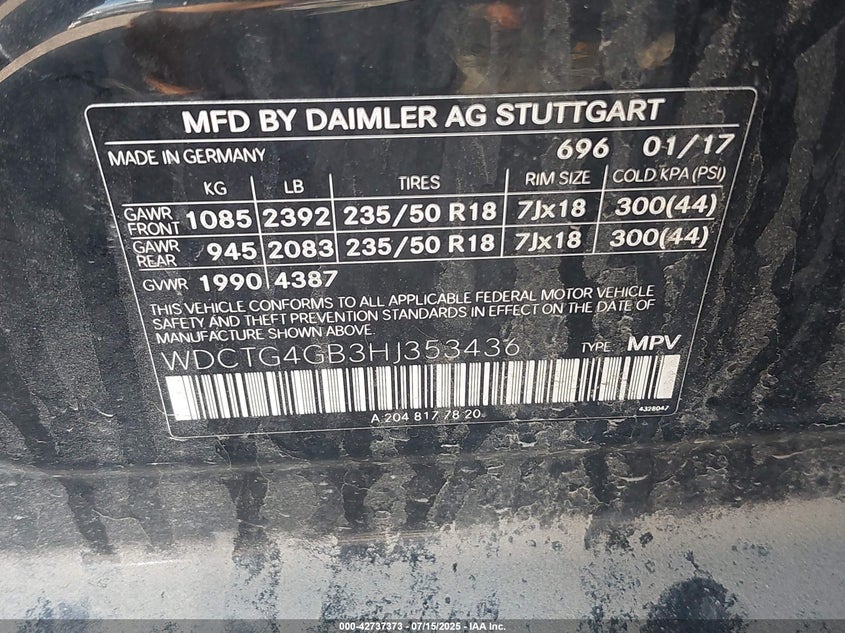 MFD BY DAIMLER AG STUTTGART
MADE IN GERMANY 696 01/17
KG LB TIRES RIM SIZE COLD KPA (PSI)
GAWR FRONT 1085 2392 235/50 R18 7Jx18 300(44)
GAWR REAR 945 2083 235/50 R18 7Jx18 300(44)
GVWR 1990 4387
THIS VEHICLE CONFORMS TO ALL APPLICABLE FEDERAL MOTOR VEHICLE
SAFETY AND THEFT PREVENTION STANDARDS IN EFFECT ON THE DATE OF
MANUFACTURE SHOWN ABOVE.
WDCTG4GB3HJ353436 TYPE: MPV
A 204 817 78 20 4328047
000-42737373 - 07/15/2025 - IAA Inc.